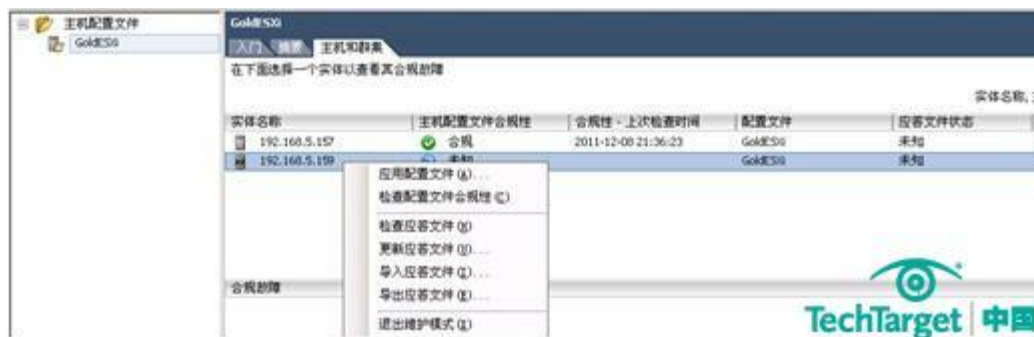 主机配置文件
GoldESXi
GoldESXi
入门 摘要 主机和群集
在下面选择一个实体以查看其合规故障
实体名称,
实体名称 主机配置文件合规性 合规性 - 上次检查时间 配置文件 应答文件状态
192.168.5.157 合规 2011-12-08 21:36:23 GoldESXi 未知
192.168.5.159 未知 GoldESXi 未知
应用配置文件(A)...
检查配置文件合规性(C)
检查应答文件
更新应答文件(U)...
导入应答文件(I)...
导出应答文件(E)...
合规故障
退出维护模式
TechTarget 中国